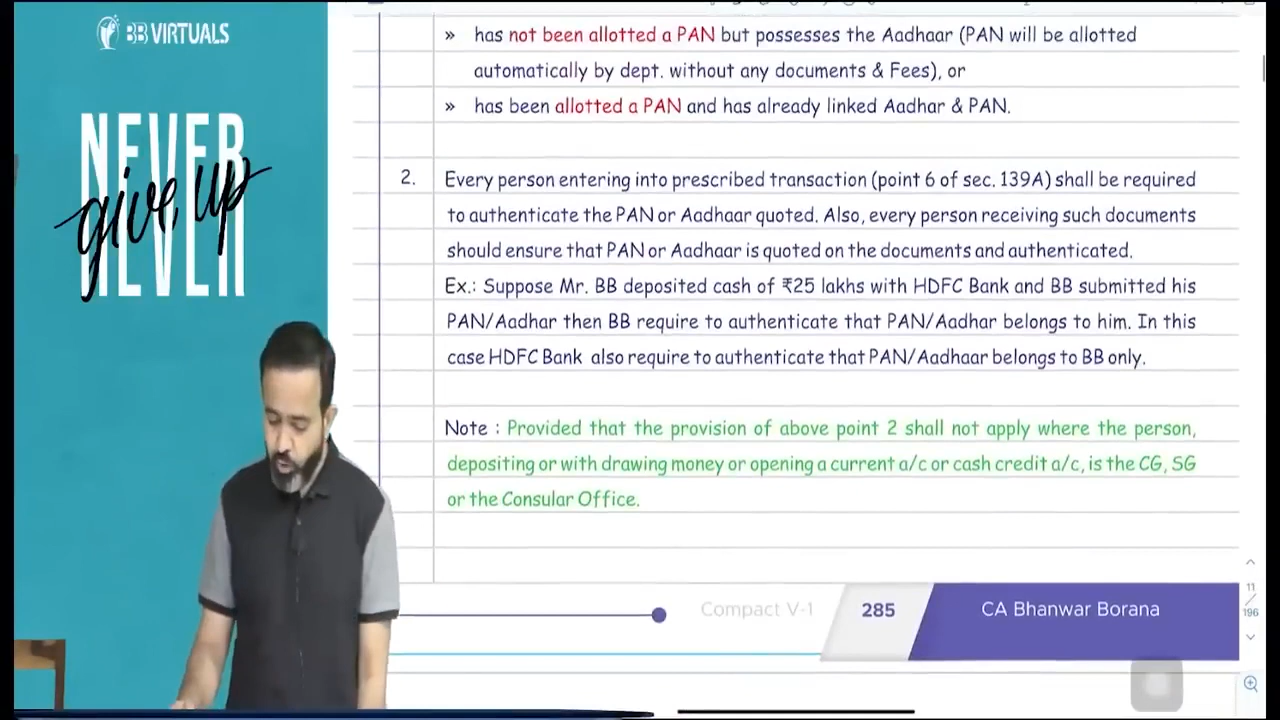 BB VIRTUALS
NEVER
give up
NEVER
» has not been allotted a PAN but possesses the Aadhaar (PAN will be allotted
automatically by dept. without any documents & Fees), or
» has been allotted a PAN and has already linked Aadhar & PAN.
2. Every person entering into prescribed transaction (point 6 of sec. 139A) shall be required
to authenticate the PAN or Aadhaar quoted. Also, every person receiving such documents
should ensure that PAN or Aadhaar is quoted on the documents and authenticated.
Ex.: Suppose Mr. BB deposited cash of ₹25 lakhs with HDFC Bank and BB submitted his
PAN/Aadhar then BB require to authenticate that PAN/Aadhar belongs to him. In this
case HDFC Bank also require to authenticate that PAN/Aadhaar belongs to BB only.
Note : Provided that the provision of above point 2 shall not apply where the person,
depositing or with drawing money or opening a current a/c or cash credit a/c, is the CG, SG
or the Consular Office.
11
196
Compact V-1 285 CA Bhanwar Borana